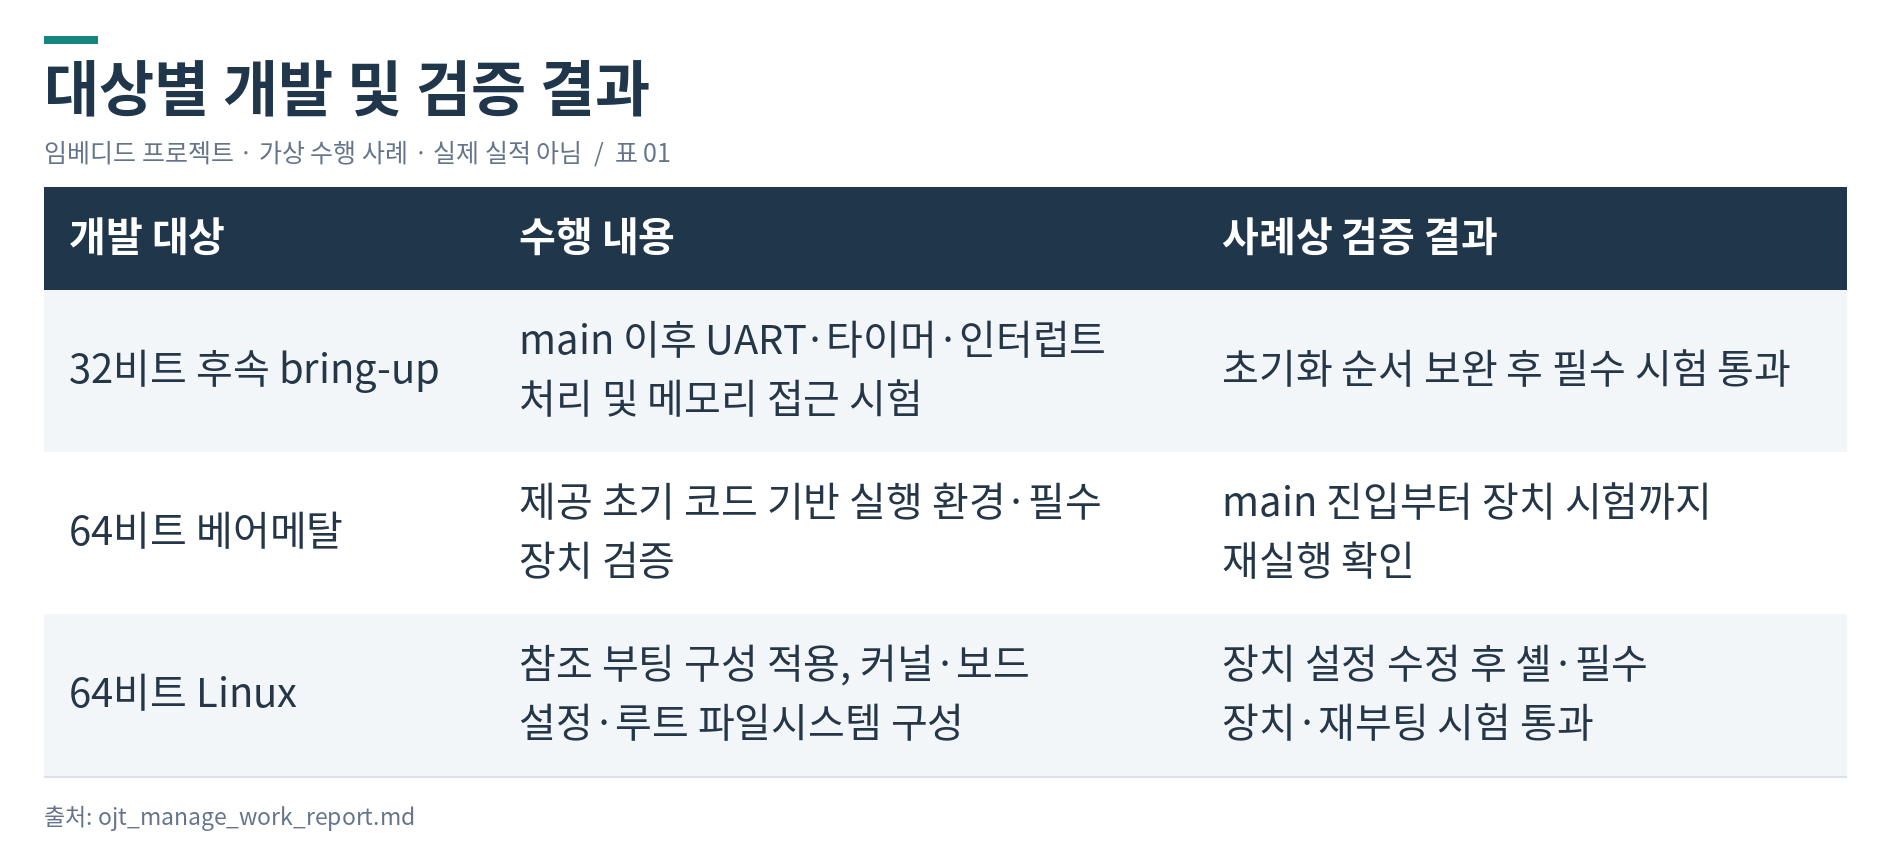 대상별 개발 및 검증 결과
임베디드 프로젝트 · 가상 수행 사례 · 실제 실적 아님 / 표 01
개발 대상
수행 내용
사례상 검증 결과
32비트 후속 bring-up
main 이후 UART·타이머·인터럽트
처리 및 메모리 접근 시험
초기화 순서 보완 후 필수 시험 통과
64비트 베어메탈
제공 초기 코드 기반 실행 환경·필수
장치 검증
main 진입부터 장치 시험까지
재실행 확인
64비트 Linux
참조 부팅 구성 적용, 커널·보드
설정·루트 파일시스템 구성
장치 설정 수정 후 셸·필수
장치·재부팅 시험 통과
출처: ojt_manage_work_report.md